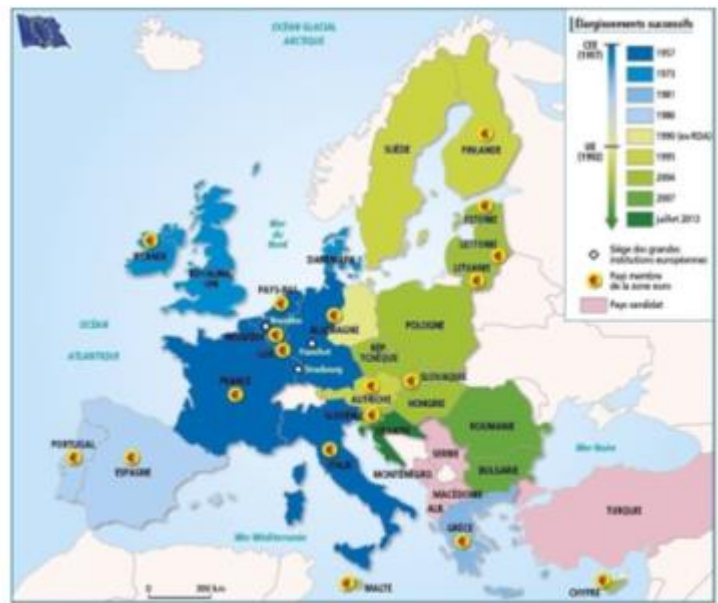 OCÉAN GLACIAL
ARCTIQUE
Élargissements successifs
CEE
(1957)
1957
1973
1981
1986
1990 (ex-RDA)
UE
(1992)
1995
2004
2007
juillet 2013
Siège des grandes
institutions européennes
Pays membre
de la zone euro
Pays candidat
SUÈDE
FINLANDE
ESTONIE
LETTONIE
LITUANIE
Mer
du
Nord
IRLANDE
ROYAUME-
UNI
DANEMARK
PAYS-BAS
Bruxelles
BELGIQUE
LUX.
ALLEMAGNE
Francfort
Strasbourg
POLOGNE
RÉP.
TCHÈQUE
SLOVAQUIE
AUTRICHE
HONGRIE
OCÉAN
ATLANTIQUE
FRANCE
SLOVÉNIE
CROATIE
ROUMANIE
Mer Noire
PORTUGAL
ESPAGNE
ITALIE
SERBIE
MONTÉNÉGRO
BULGARIE
MACÉDOINE
ALB.
GRÈCE
TURQUIE
Mer Méditerranée
MALTE
CHYPRE
0